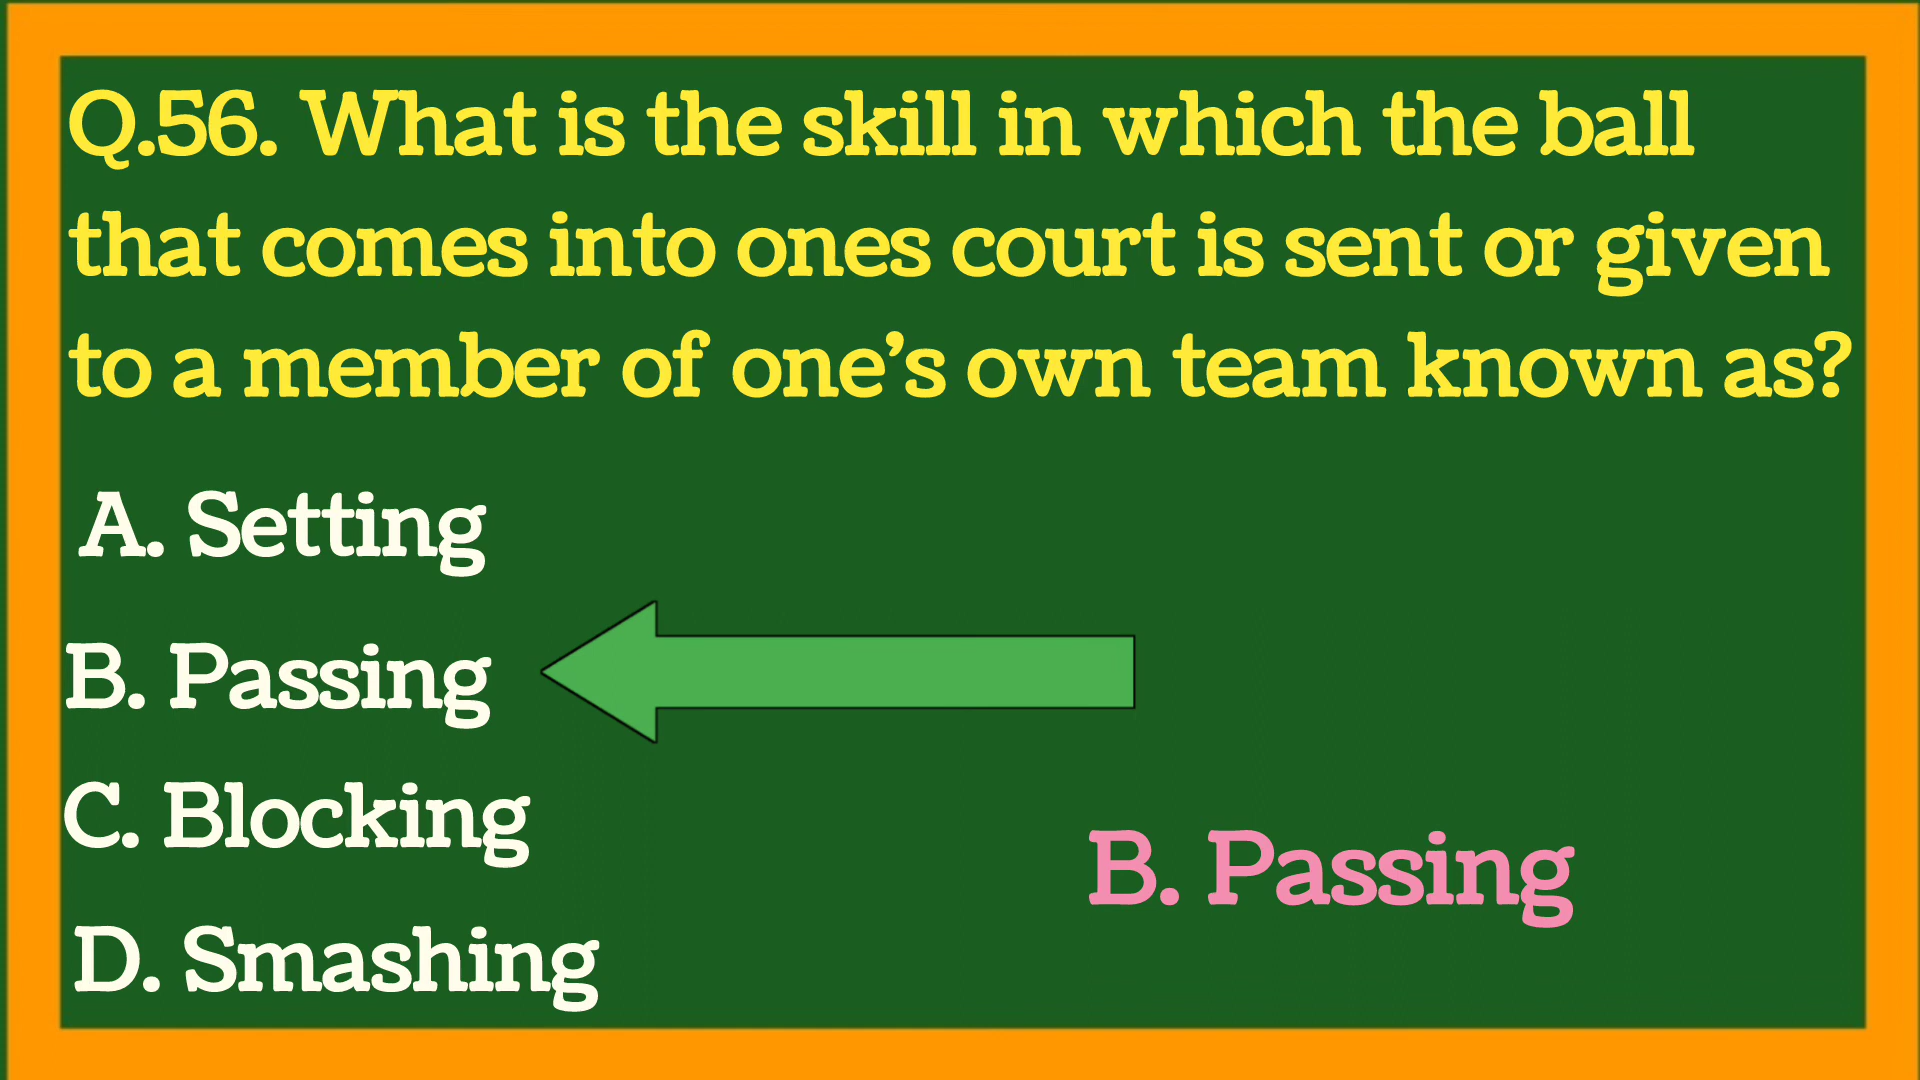 Q.56. What is the skill in which the ball
that comes into ones court is sent or given
to a member of one’s own team known as?
A. Setting
B. Passing
C. Blocking
B. Passing
D. Smashing